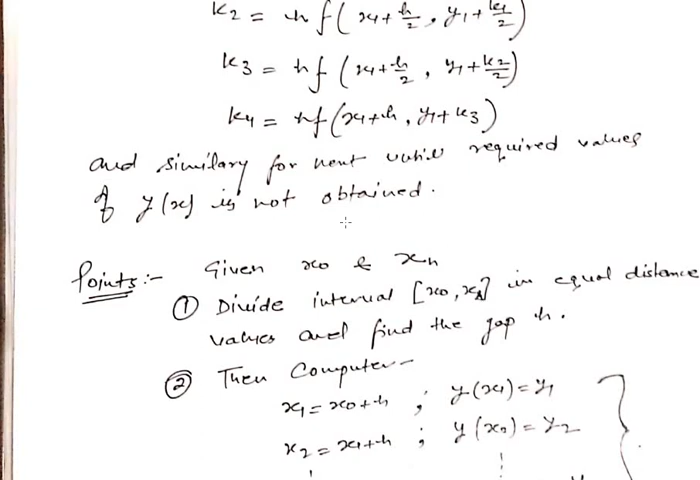 k2 = hf(x1+h/2, y1+k1/2)
k3 = hf(x1+h/2, y1+k2/2)
k4 = hf(x1+h, y1+k3)
and similary for next until required values
of y(x) is not obtained.
Points:- Given x0 & xn
① Divide interval [x0, xn] in equal distance
values and find the gap h.
② Then Computer-
x1 = x0+h ; y(x1) = y1
x2 = x1+h ; y(x2) = y2